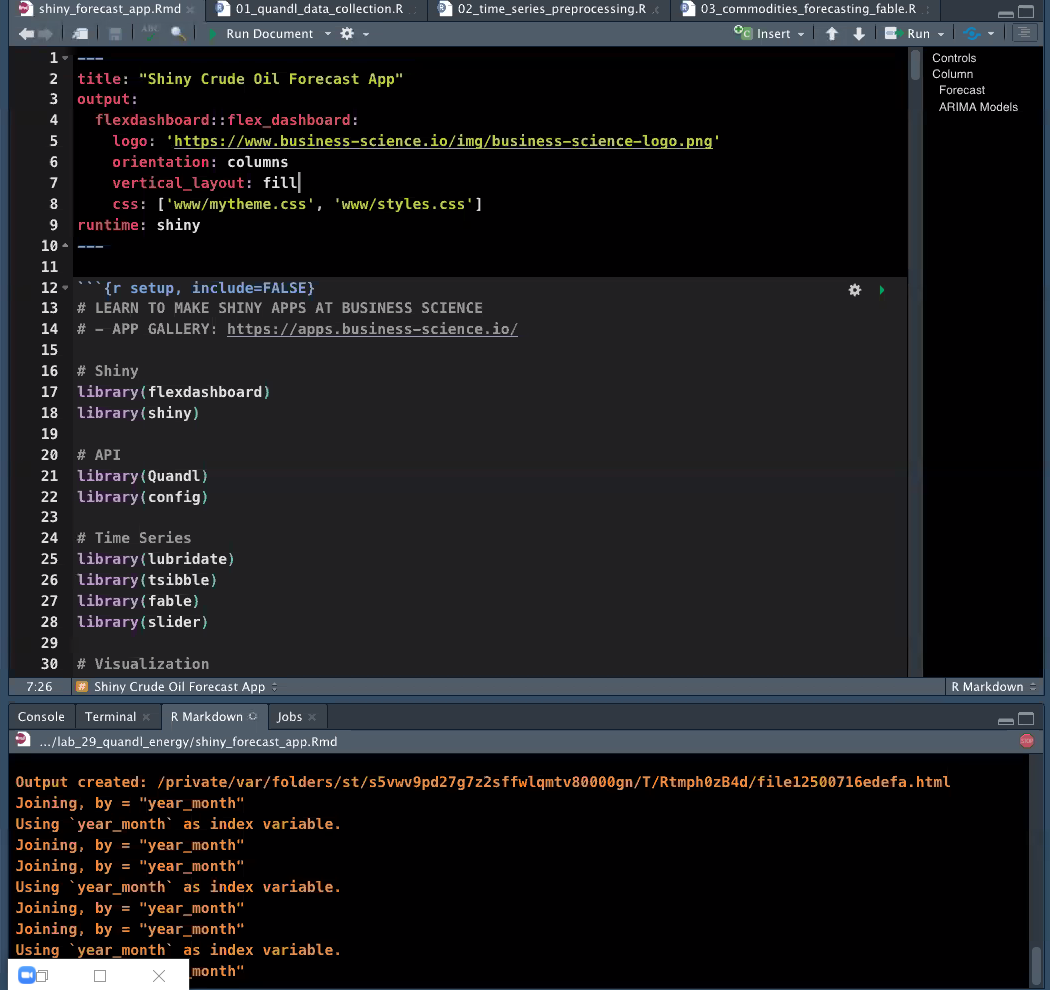 shiny_forecast_app.Rmd × 01_quandl_data_collection.R 02_time_series_preprocessing.R 03_commodities_forecasting_fable.R
ABC Run Document Insert Run
1 ---
2 title: "Shiny Crude Oil Forecast App"
3 output:
4 flexdashboard::flex_dashboard:
5 logo: 'https://www.business-science.io/img/business-science-logo.png'
6 orientation: columns
7 vertical_layout: fill
8 css: ['www/mytheme.css', 'www/styles.css']
9 runtime: shiny
10 ---
11
12 ```{r setup, include=FALSE}
13 # LEARN TO MAKE SHINY APPS AT BUSINESS SCIENCE
14 # - APP GALLERY: https://apps.business-science.io/
15
16 # Shiny
17 library(flexdashboard)
18 library(shiny)
19
20 # API
21 library(Quandl)
22 library(config)
23
24 # Time Series
25 library(lubridate)
26 library(tsibble)
27 library(fable)
28 library(slider)
29
30 # Visualization
Controls
Column
Forecast
ARIMA Models
7:26 # Shiny Crude Oil Forecast App R Markdown
Console Terminal × R Markdown Jobs ×
.../lab_29_quandl_energy/shiny_forecast_app.Rmd
Output created: /private/var/folders/st/s5vwv9pd27g7z2sffwlqmtv80000gn/T/Rtmph0zB4d/file12500716edefa.html
Joining, by = "year_month"
Using `year_month` as index variable.
Joining, by = "year_month"
Joining, by = "year_month"
Using `year_month` as index variable.
Joining, by = "year_month"
Joining, by = "year_month"
Using `year_month` as index variable.
_month"